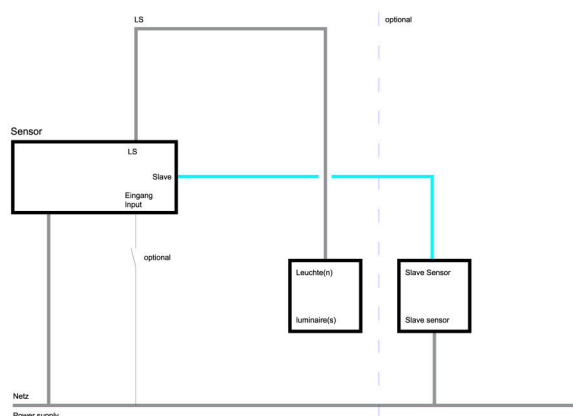 LS
optional
Sensor
LS
Slave
Eingang
Input
optional
Leuchte(n)
luminaire(s)
Slave Sensor
Slave sensor
Netz
Power supply